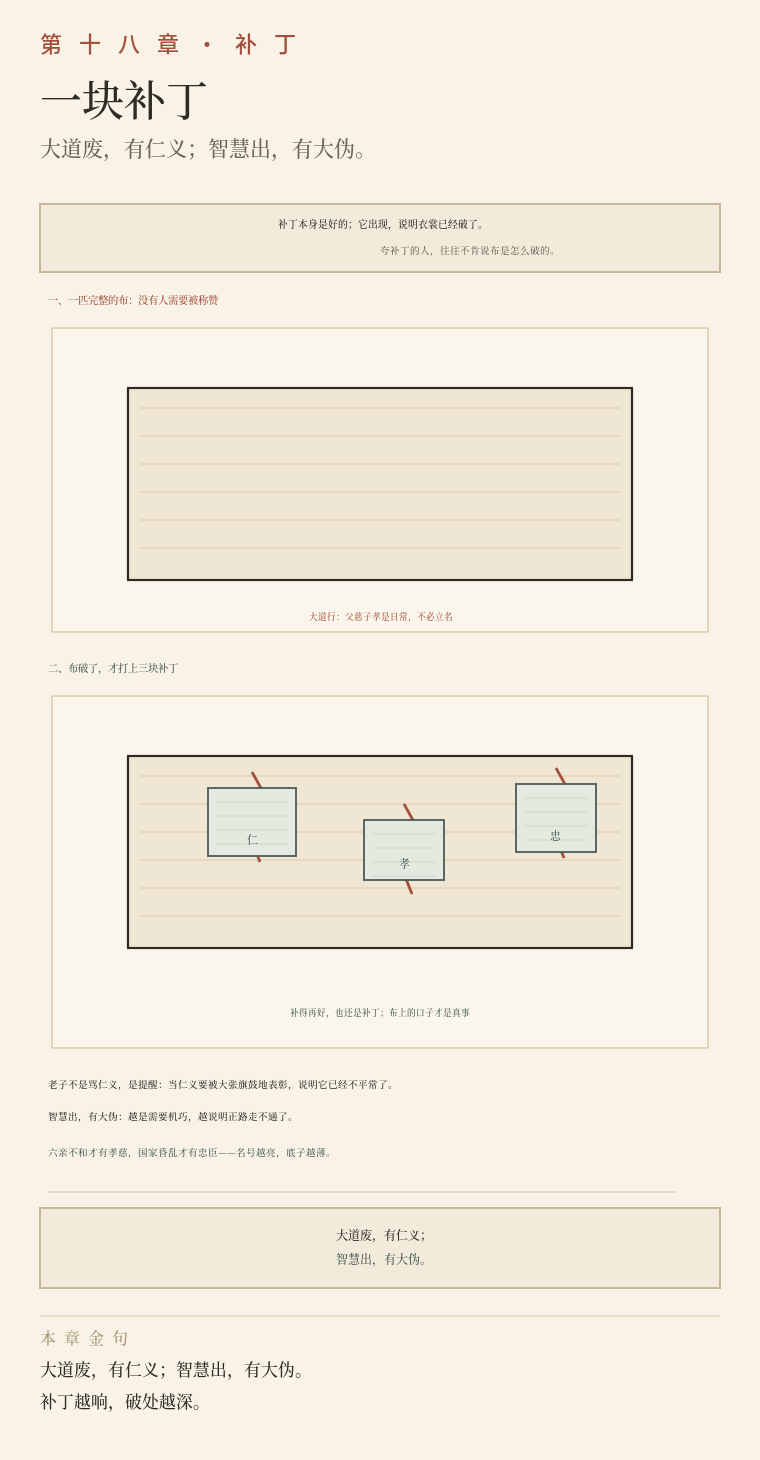 第十八章·补丁
一块补丁
大道废，有仁义；智慧出，有大伪。
补丁本身是好的；它出现，说明衣裳已经破了。
夸补丁的人，往往不肯说布是怎么破的。
一、一匹完整的布：没有人需要被称赞
大道行：父慈子孝是日常，不必立名
二、布破了，才打上三块补丁
仁
孝
忠
补得再好，也还是补丁；布上的口子才是真事
老子不是骂仁义，是提醒：当仁义要被大张旗鼓地表彰，说明它已经不平常了。
智慧出，有大伪：越是需要机巧，越说明正路走不通了。
六亲不和才有孝慈，国家昏乱才有忠臣——名号越亮，底子越薄。
大道废，有仁义；
智慧出，有大伪。
本章金句
大道废，有仁义；智慧出，有大伪。
补丁越响，破处越深。